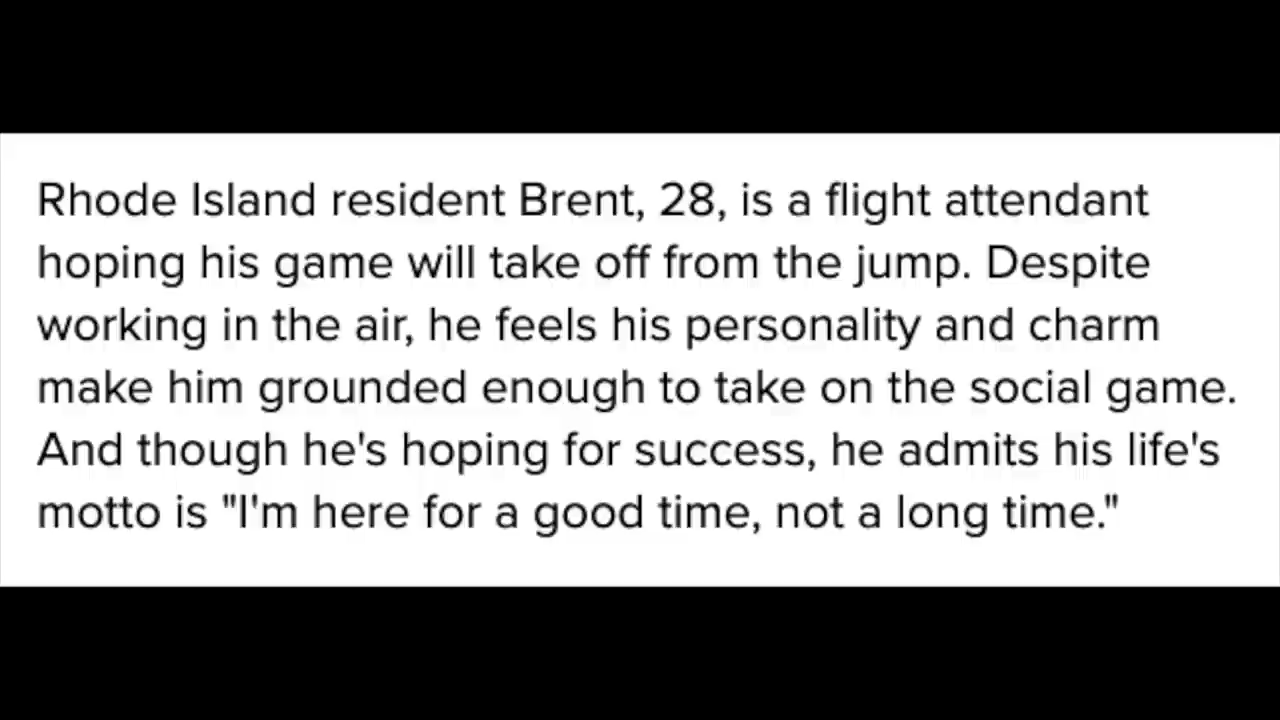 Rhode Island resident Brent, 28, is a flight attendant
hoping his game will take off from the jump. Despite
working in the air, he feels his personality and charm
make him grounded enough to take on the social game.
And though he's hoping for success, he admits his life's
motto is "I'm here for a good time, not a long time."